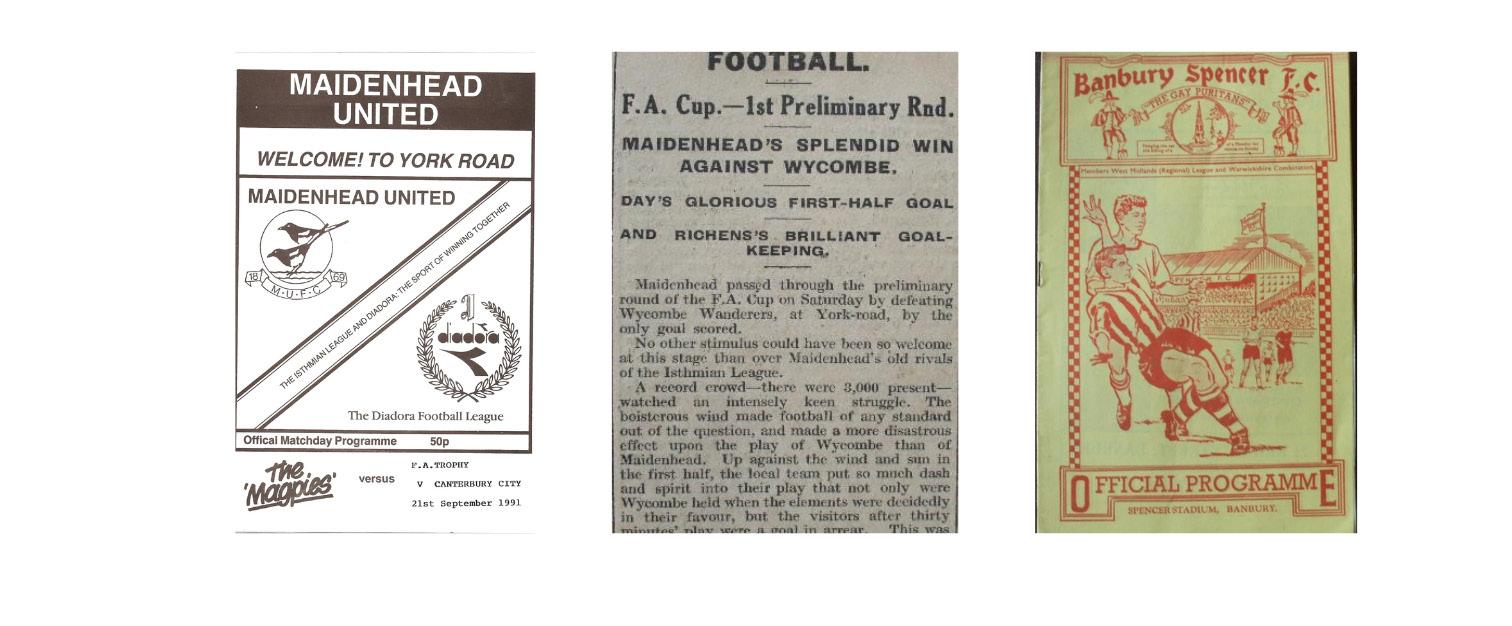 MAIDENHEAD
UNITED
WELCOME! TO YORK ROAD
MAIDENHEAD UNITED
18 69
M·U·F·C
THE ISTHMIAN LEAGUE AND DIADORA: THE SPORT OF WINNING TOGETHER
diadora
The Diadora Football League
Offical Matchday Programme 50p
The
'Magpies'
versus
F.A.TROPHY
V CANTERBURY CITY
21st September 1991
FOOTBALL.
F.A. Cup.—1st Preliminary Rnd.
MAIDENHEAD'S SPLENDID WIN
AGAINST WYCOMBE.
DAY'S GLORIOUS FIRST-HALF GOAL
AND RICHENS'S BRILLIANT GOAL-
KEEPING.
Maidenhead passed through the preliminary
round of the F.A. Cup on Saturday by defeating
Wycombe Wanderers, at York-road, by the
only goal scored.
No other stimulus could have been so welcome
at this stage than over Maidenhead's old rivals
of the Isthmian League.
A record crowd—there were 3,000 present—
watched an intensely keen struggle. The
boisterous wind made football of any standard
out of the question, and made a more disastrous
effect upon the play of Wycombe than of
Maidenhead. Up against the wind and sun in
the first half, the local team put so much dash
and spirit into their play that not only were
Wycombe held when the elements were decidedly
in their favour, but the visitors after thirty
minutes' play were a goal in arrear. This was
Banbury Spencer F.C.
"THE GAY PURITANS"
Members West Midlands (Regional) League and Warwickshire Combination.
OFFICIAL PROGRAMME
SPENCER STADIUM, BANBURY.